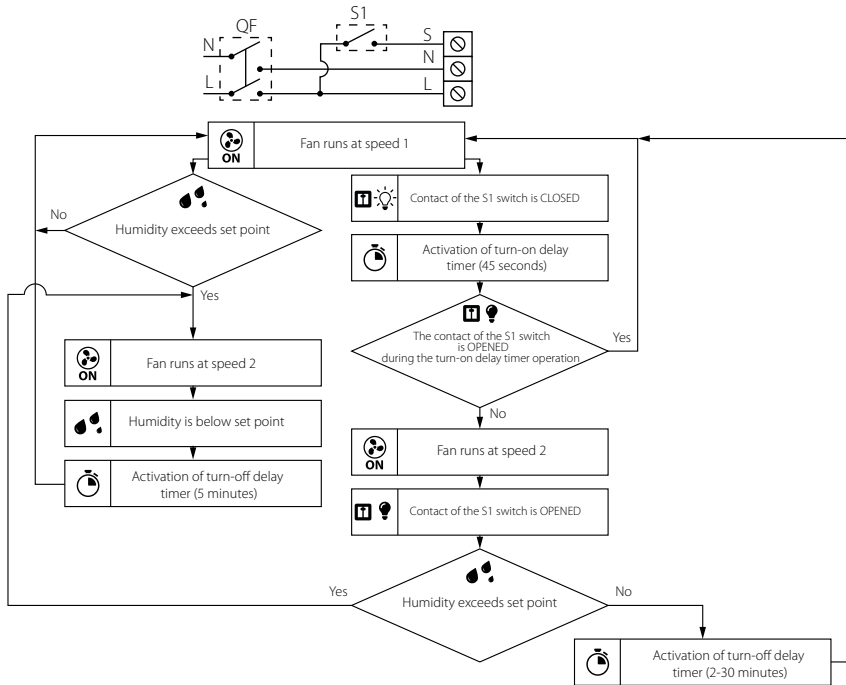 QF
S1
N
L
S
N
L
ON
Fan runs at speed 1
No
Humidity exceeds set point
Yes
ON
Fan runs at speed 2
Humidity is below set point
Activation of turn-off delay
timer (5 minutes)
Contact of the S1 switch is CLOSED
Activation of turn-on delay
timer (45 seconds)
The contact of the S1 switch
is OPENED
during the turn-on delay timer operation
Yes
No
ON
Fan runs at speed 2
Contact of the S1 switch is OPENED
Yes
Humidity exceeds set point
No
Activation of turn-off delay
timer (2-30 minutes)